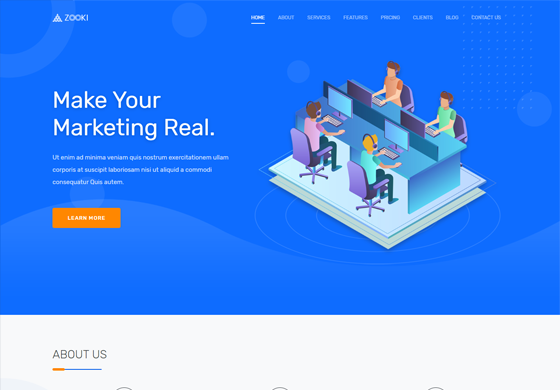 ZOOKI
HOME ABOUT SERVICES FEATURES PRICING CLIENTS BLOG CONTACT US
Make Your
Marketing Real.
Ut enim ad minima veniam quis nostrum exercitationem ullam
corporis at suscipit laboriosam nisi ut aliquid a commodi
consequatur Quis autem.
LEARN MORE
ABOUT US